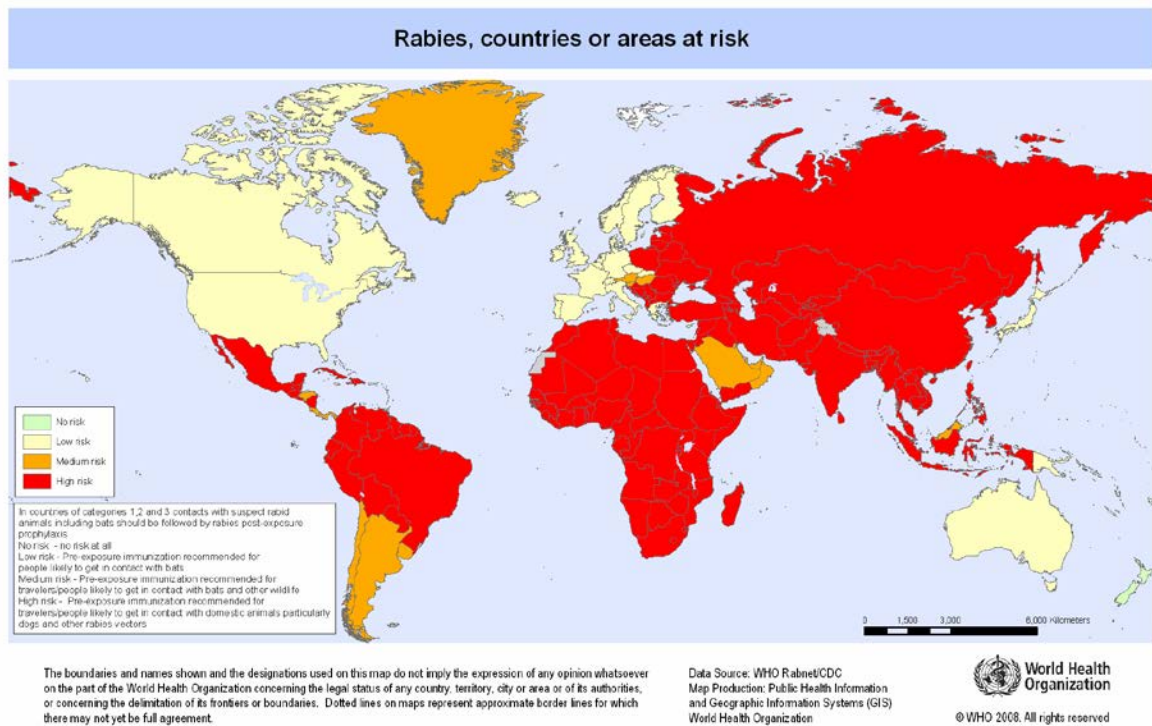 Rabies, countries or areas at risk
No risk
Low risk
Medium risk
High risk
In countries of categories 1,2 and 3 contacts with suspect rabid
animals including bats should be followed by rabies post-exposure
prophylaxis
No risk - no risk at all
Low risk - Pre-exposure immunization recommended for
people likely to get in contact with bats
Medium risk - Pre-exposure immunization recommended for
travelers/people likely to get in contact with bats and other wildlife
High risk - Pre-exposure immunization recommended for
travelers/people likely to get in contact with domestic animals particularly
dogs and other rabies vectors
0 1,500 3,000 6,000 Kilometers
The boundaries and names shown and the designations used on this map do not imply the expression of any opinion whatsoever
on the part of the World Health Organization concerning the legal status of any country, territory, city or area or of its authorities,
or concerning the delimitation of its frontiers or boundaries. Dotted lines on maps represent approximate border lines for which
there may not yet be full agreement.
Data Source: WHO Rabnet/CDC
Map Production: Public Health Information
and Geographic Information Systems (GIS)
World Health Organization
World Health
Organization
© WHO 2008. All rights reserved